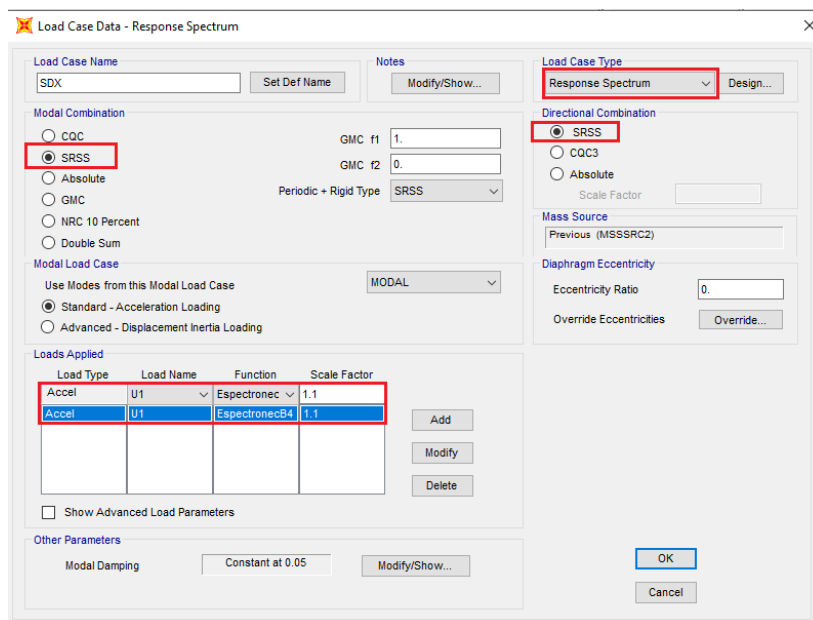 Load Case Data - Response Spectrum
Load Case Name
SDX
Set Def Name
Notes
Modify/Show...
Load Case Type
Response Spectrum
Design...
Modal Combination
CQC
SRSS
Absolute
GMC
NRC 10 Percent
Double Sum
GMC f1 1.
GMC f2 0.
Periodic + Rigid Type SRSS
Directional Combination
SRSS
CQC3
Absolute
Scale Factor
Mass Source
Previous (MSSSRC2)
Modal Load Case
Use Modes from this Modal Load Case MODAL
Standard - Acceleration Loading
Advanced - Displacement Inertia Loading
Diaphragm Eccentricity
Eccentricity Ratio 0.
Override Eccentricities Override...
Loads Applied
Load Type Load Name Function Scale Factor
Accel U1 Espectronec 1.1
Accel U1 EspectronecB4 1.1
Add
Modify
Delete
Show Advanced Load Parameters
Other Parameters
Modal Damping Constant at 0.05 Modify/Show...
OK
Cancel